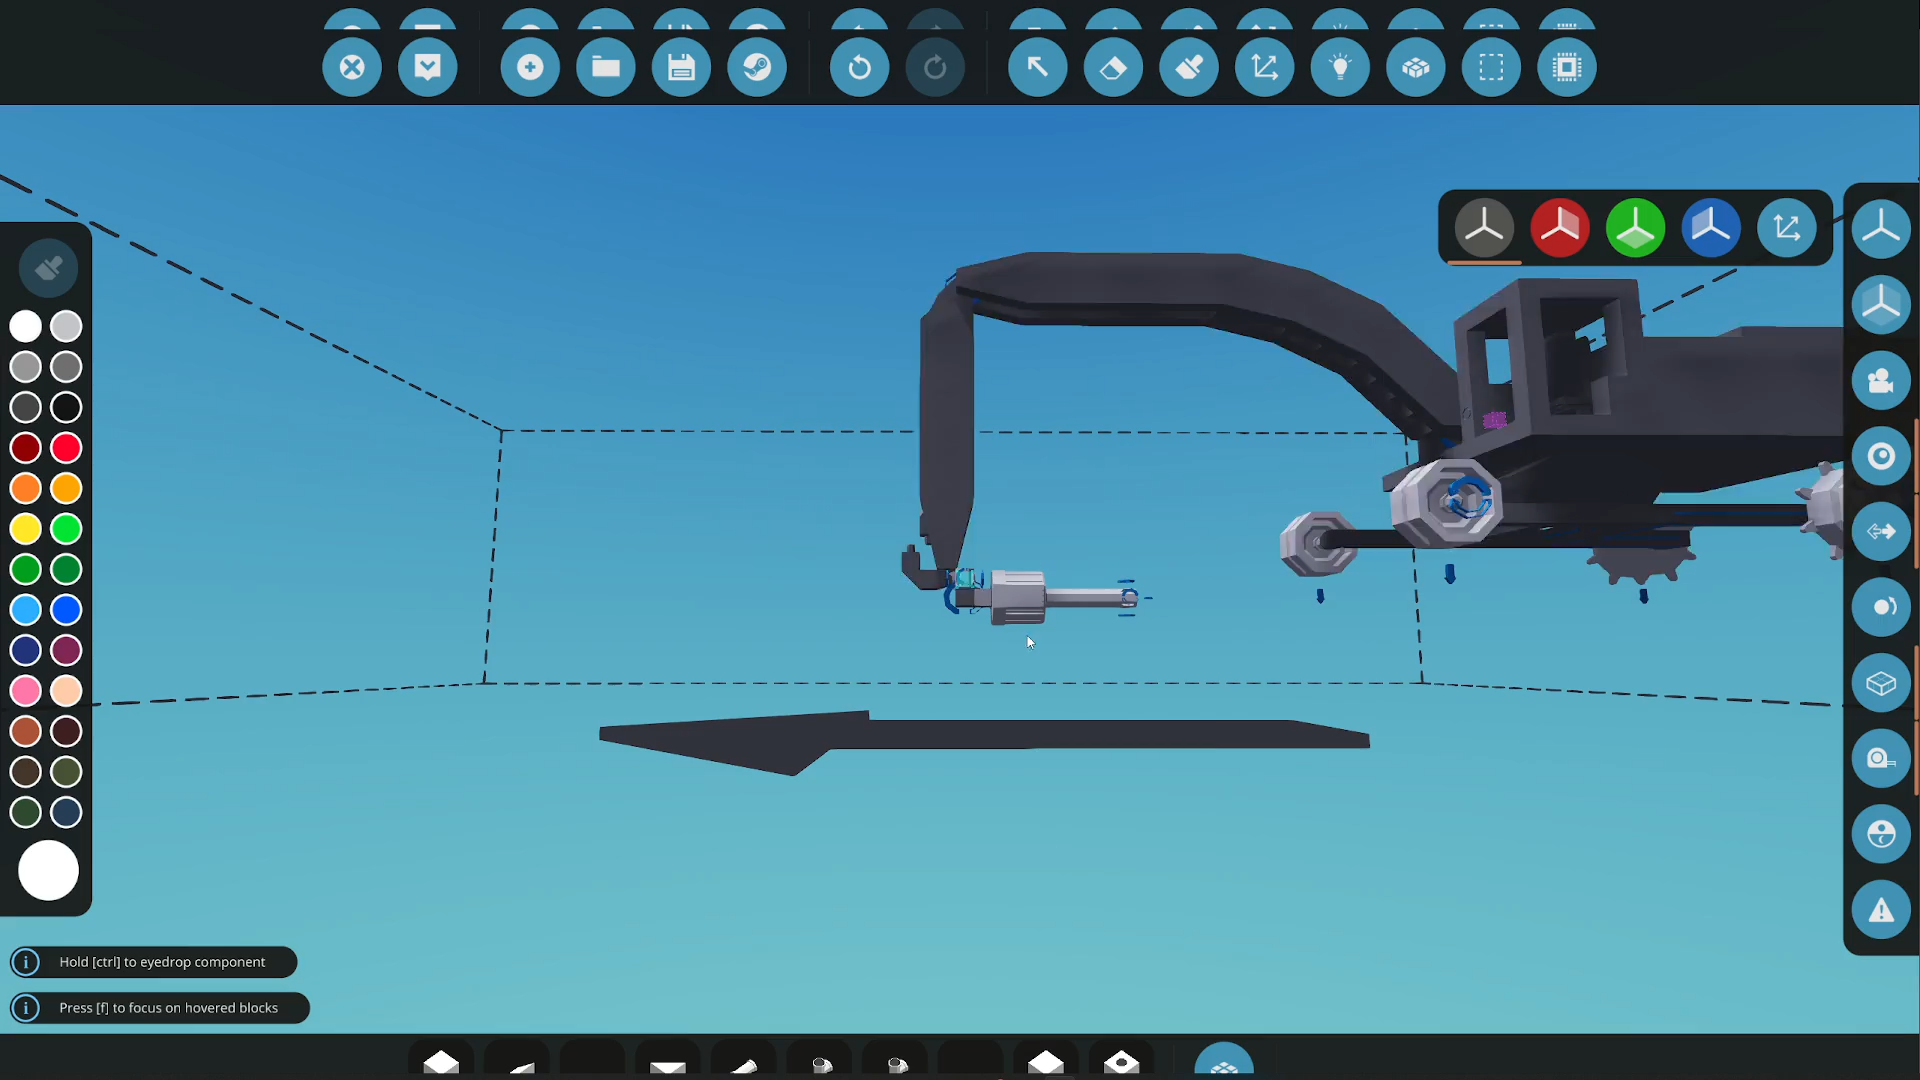 Hold [ctrl] to eyedrop component
Press [f] to focus on hovered blocks